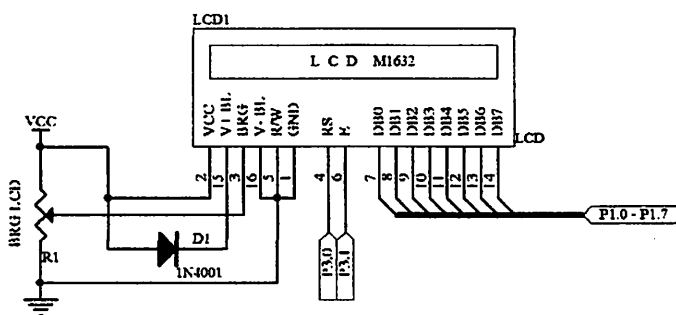 LCD1
L C D M1632
VCC
V+BL
BRG
V- BL
R/W
GND
RS
E
DB0
DB1
DB2
DB3
DB4
DB5
DB6
DB7
LCD
2
15
3
16
5
1
4
6
7
8
9
10
11
12
13
14
VCC
BRG LCD
R1
D1
1N4001
P3.0
P3.1
P1.0 - P1.7